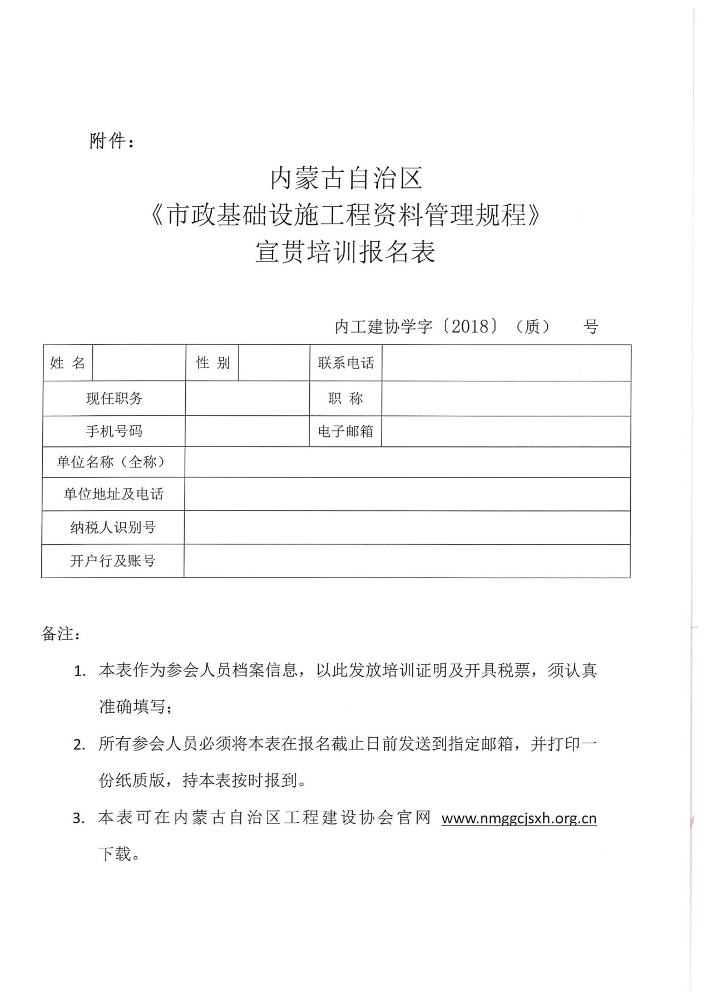 附件：
内蒙古自治区
《市政基础设施工程资料管理规程》
宣贯培训报名表
内工建协学字〔2018〕（质） 号
姓 名 性 别 联系电话
现任职务 职 称
手机号码 电子邮箱
单位名称（全称）
单位地址及电话
纳税人识别号
开户行及账号
备注：
1. 本表作为参会人员档案信息，以此发放培训证明及开具税票，须认真
准确填写；
2. 所有参会人员必须将本表在报名截止日前发送到指定邮箱，并打印一
份纸质版，持本表按时报到。
3. 本表可在内蒙古自治区工程建设协会官网 www.nmggcjsxh.org.cn
下载。